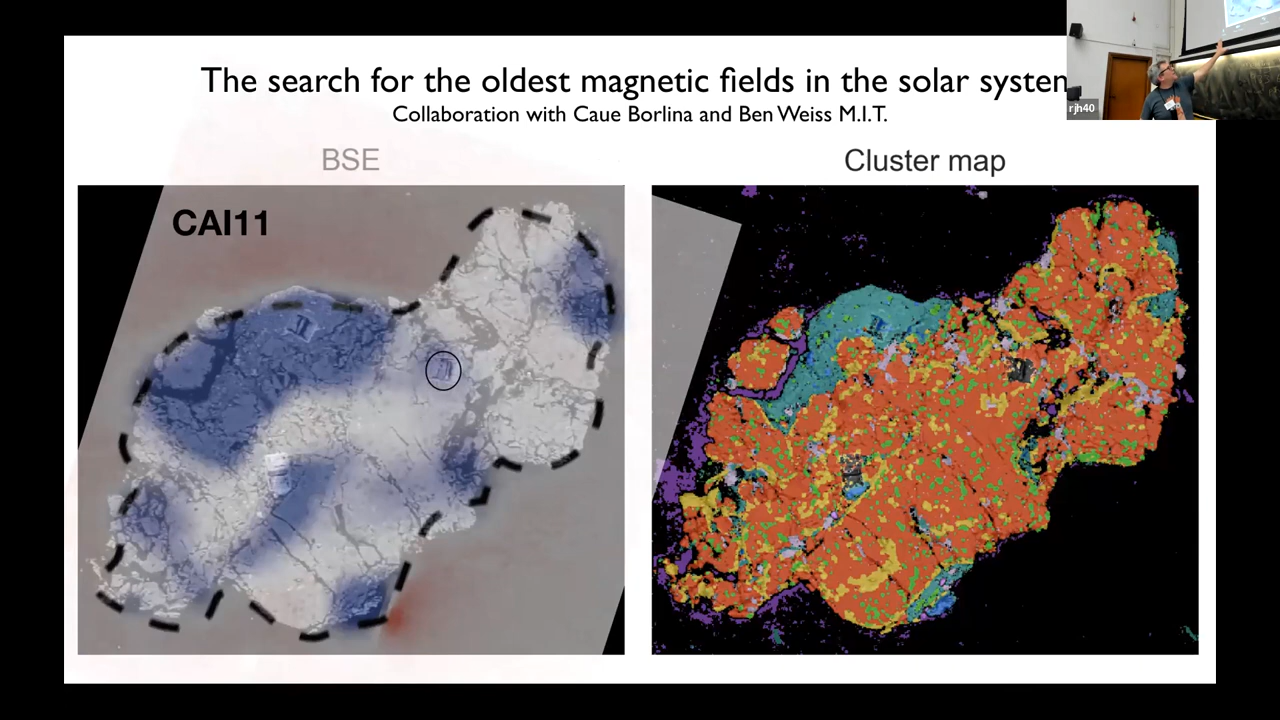 The search for the oldest magnetic fields in the solar system
Collaboration with Caue Borlina and Ben Weiss M.I.T.
rjh40
BSE
Cluster map
CAI11